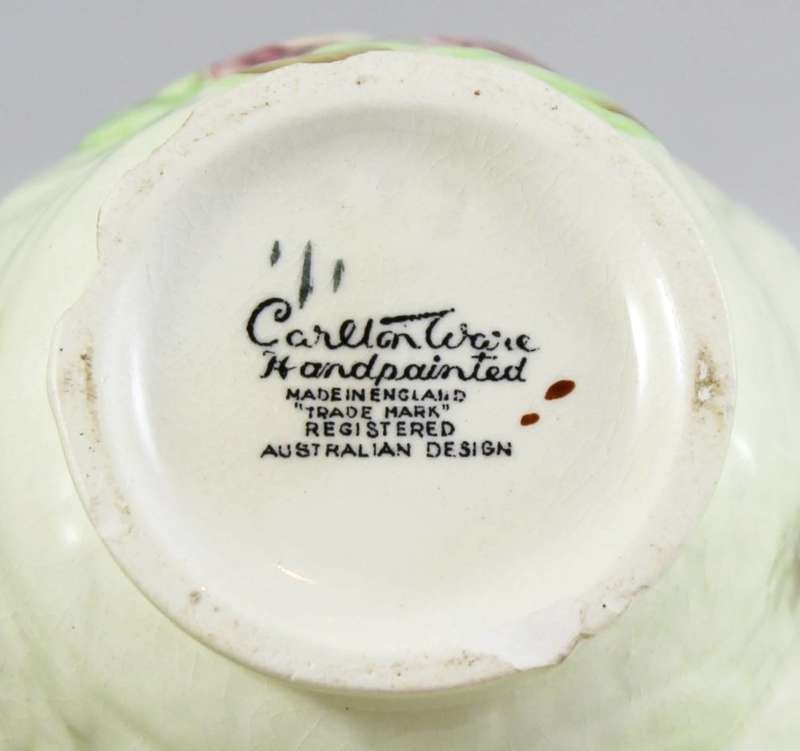 Carlton Ware
Handpainted
MADE IN ENGLAND
"TRADE MARK"
REGISTERED
AUSTRALIAN DESIGN